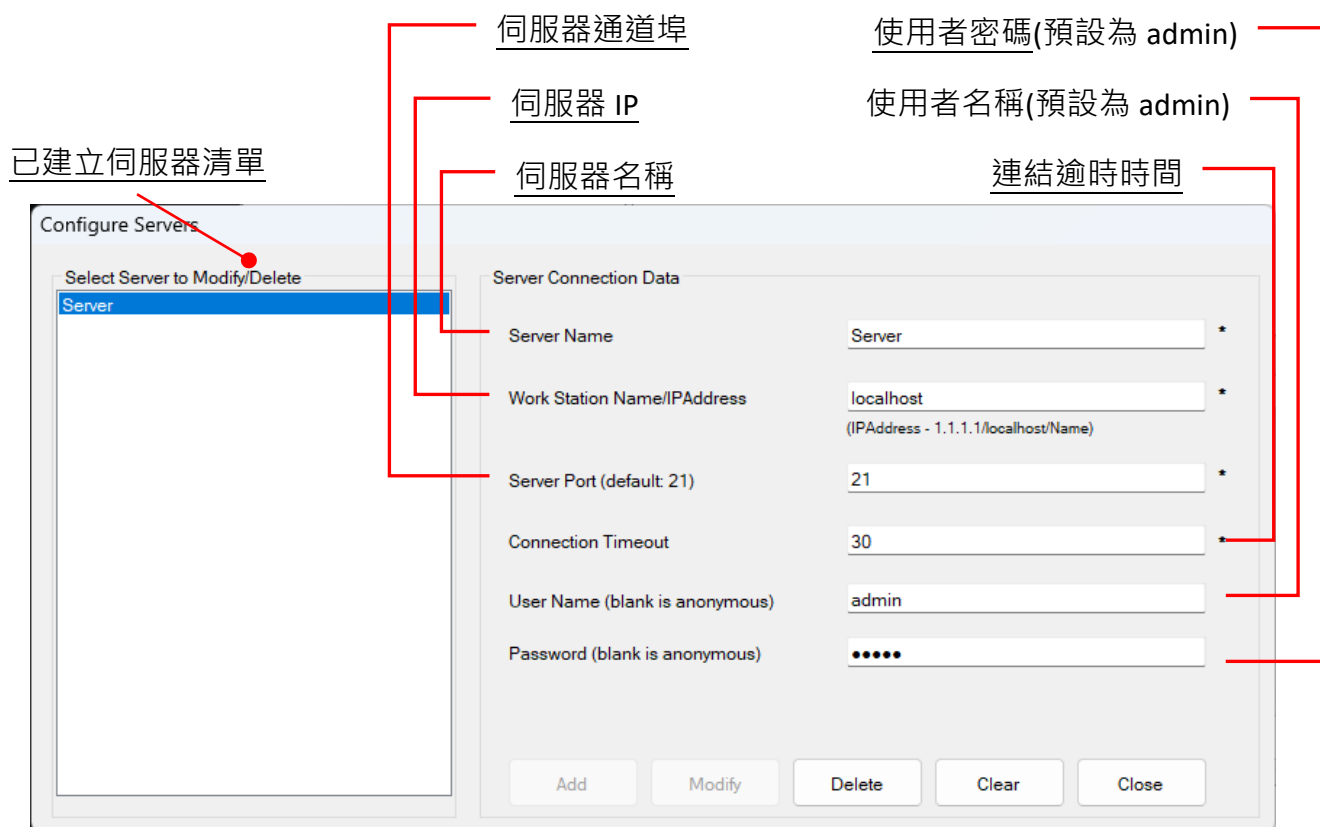 伺服器通道埠
使用者密碼(預設為 admin)
伺服器 IP
使用者名稱(預設為 admin)
已建立伺服器清單
伺服器名稱
連結逾時時間
Configure Servers
Select Server to Modify/Delete
Server
Server Connection Data
Server Name
Server
*
Work Station Name/IPAddress
localhost
*
(IPAddress - 1.1.1.1/localhost/Name)
Server Port (default: 21)
21
*
Connection Timeout
30
*
User Name (blank is anonymous)
admin
Password (blank is anonymous)
●●●●●
Add
Modify
Delete
Clear
Close